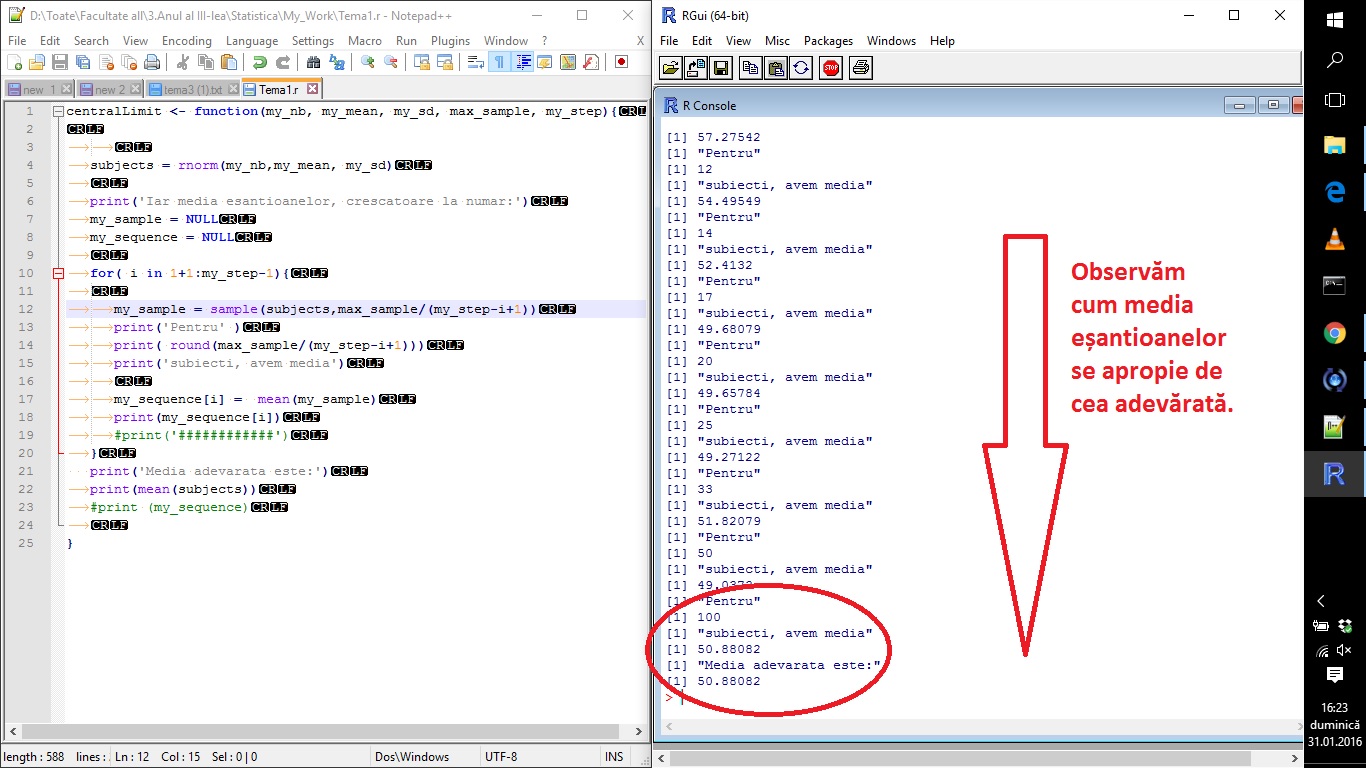 D:\Toate\Facultate all\3.Anul al III-lea\Statistica\My_Work\Tema1.r - Notepad++
File Edit Search View Encoding Language Settings Macro Run Plugins Window ? X
new 1 new 2 tema3 (1).txt Tema1.r
1 centralLimit <- function(my_nb, my_mean, my_sd, max_sample, my_step){CRL
2 CRLF
3 CRLF
4 subjects = rnorm(my_nb,my_mean, my_sd)CRLF
5 CRLF
6 print('Iar media esantioanelor, crescatoare la numar:')CRLF
7 my_sample = NULLCRLF
8 my_sequence = NULLCRLF
9 CRLF
10 for( i in 1+1:my_step-1){CRLF
11 CRLF
12 my_sample = sample(subjects,max_sample/(my_step-i+1))CRLF
13 print('Pentru' )CRLF
14 print( round(max_sample/(my_step-i+1)))CRLF
15 print('subiecti, avem media')CRLF
16 CRLF
17 my_sequence[i] =  mean(my_sample)CRLF
18 print(my_sequence[i])CRLF
19 #print('############')CRLF
20 }CRLF
21 print('Media adevarata este:')CRLF
22 print(mean(subjects))CRLF
23 #print (my_sequence)CRLF
24 CRLF
25 }
length : 588 lines : Ln : 12 Col : 15 Sel : 0 | 0 Dos\Windows UTF-8 INS
RGui (64-bit)
File Edit View Misc Packages Windows Help
STOP
R Console
[1] 57.27542
[1] "Pentru"
[1] 12
[1] "subiecti, avem media"
[1] 54.49549
[1] "Pentru"
[1] 14
[1] "subiecti, avem media"
[1] 52.4132
[1] "Pentru"
[1] 17
[1] "subiecti, avem media"
[1] 49.68079
[1] "Pentru"
[1] 20
[1] "subiecti, avem media"
[1] 49.65784
[1] "Pentru"
[1] 25
[1] "subiecti, avem media"
[1] 49.27122
[1] "Pentru"
[1] 33
[1] "subiecti, avem media"
[1] 51.82079
[1] "Pentru"
[1] 50
[1] "subiecti, avem media"
[1]
[1] "Pentru"
[1] 100
[1] "subiecti, avem media"
[1] 50.88082
[1] "Media adevarata este:"
[1] 50.88082
>
Observăm
cum media
eșantioanelor
se apropie de
cea adevărată.
16:23
duminică
31.01.2016